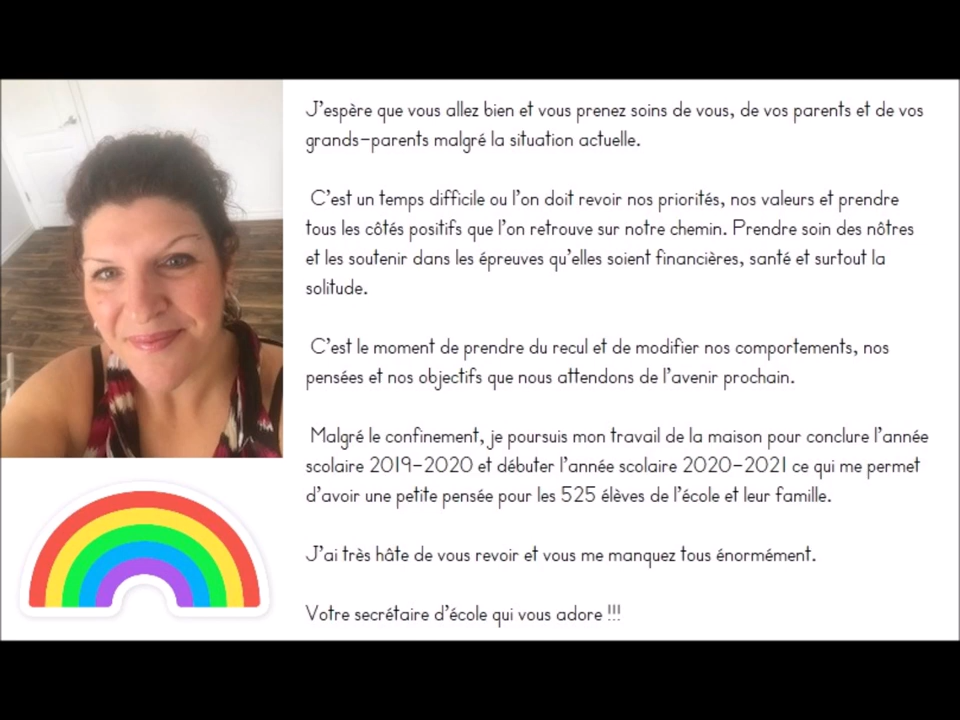 J'espère que vous allez bien et vous prenez soins de vous, de vos parents et de vos
grands-parents malgré la situation actuelle.
C'est un temps difficile ou l'on doit revoir nos priorités, nos valeurs et prendre
tous les côtés positifs que l'on retrouve sur notre chemin. Prendre soin des nôtres
et les soutenir dans les épreuves qu'elles soient financières, santé et surtout la
solitude.
C'est le moment de prendre du recul et de modifier nos comportements, nos
pensées et nos objectifs que nous attendons de l'avenir prochain.
Malgré le confinement, je poursuis mon travail de la maison pour conclure l'année
scolaire 2019-2020 et débuter l'année scolaire 2020-2021 ce qui me permet
d'avoir une petite pensée pour les 525 élèves de l'école et leur famille.
J'ai très hâte de vous revoir et vous me manquez tous énormément.
Votre secrétaire d'école qui vous adore !!!